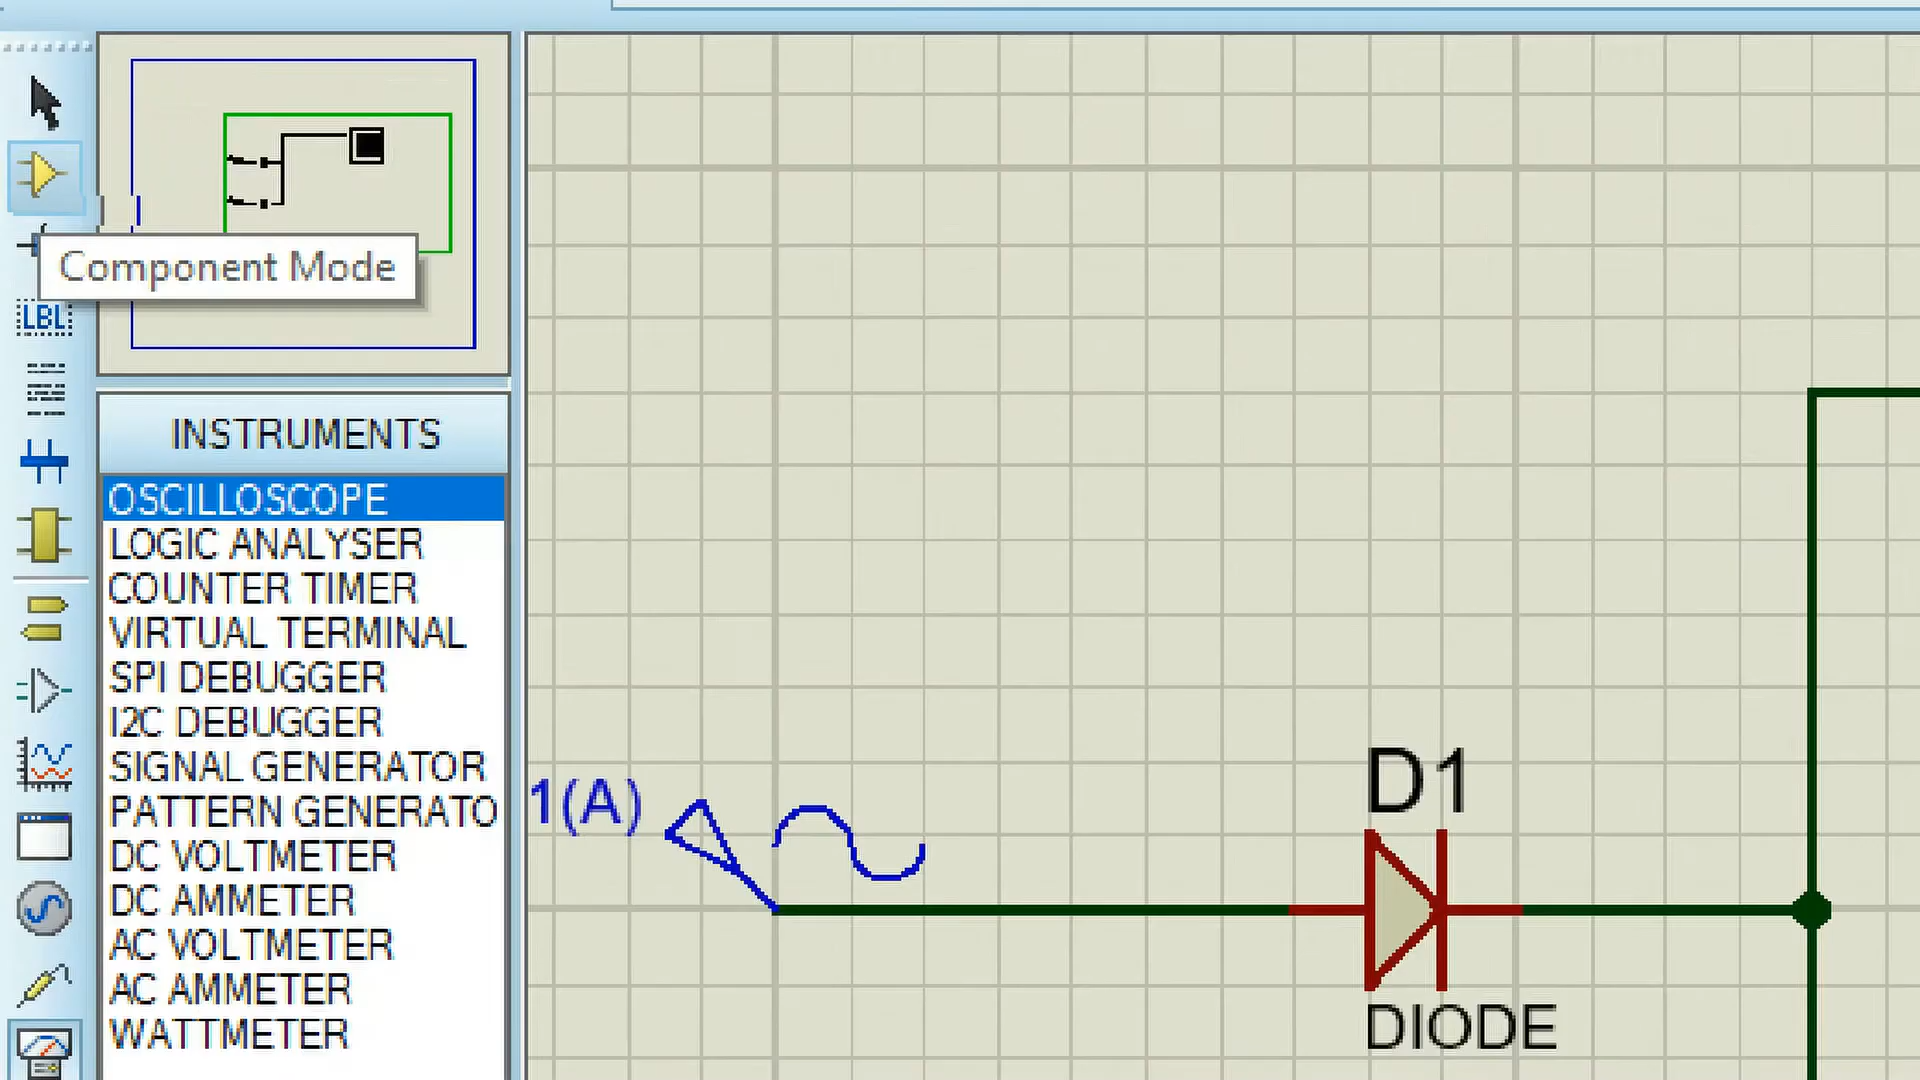 Component Mode
LBL
INSTRUMENTS
OSCILLOSCOPE
LOGIC ANALYSER
COUNTER TIMER
VIRTUAL TERMINAL
SPI DEBUGGER
I2C DEBUGGER
SIGNAL GENERATOR
PATTERN GENERATO
DC VOLTMETER
DC AMMETER
AC VOLTMETER
AC AMMETER
WATTMETER
1(A)
D1
DIODE